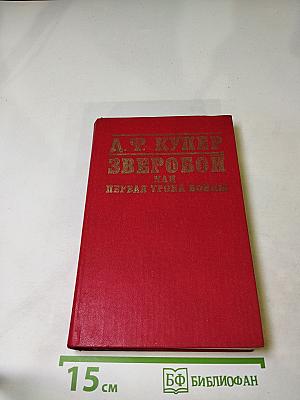 Д.Ф. КУПЕР
ЗВЕРОБОЙ
ИЛИ
ПЕРВАЯ ТРОПА ВОЙНЫ
15 см
БФ БИБЛИОФАН